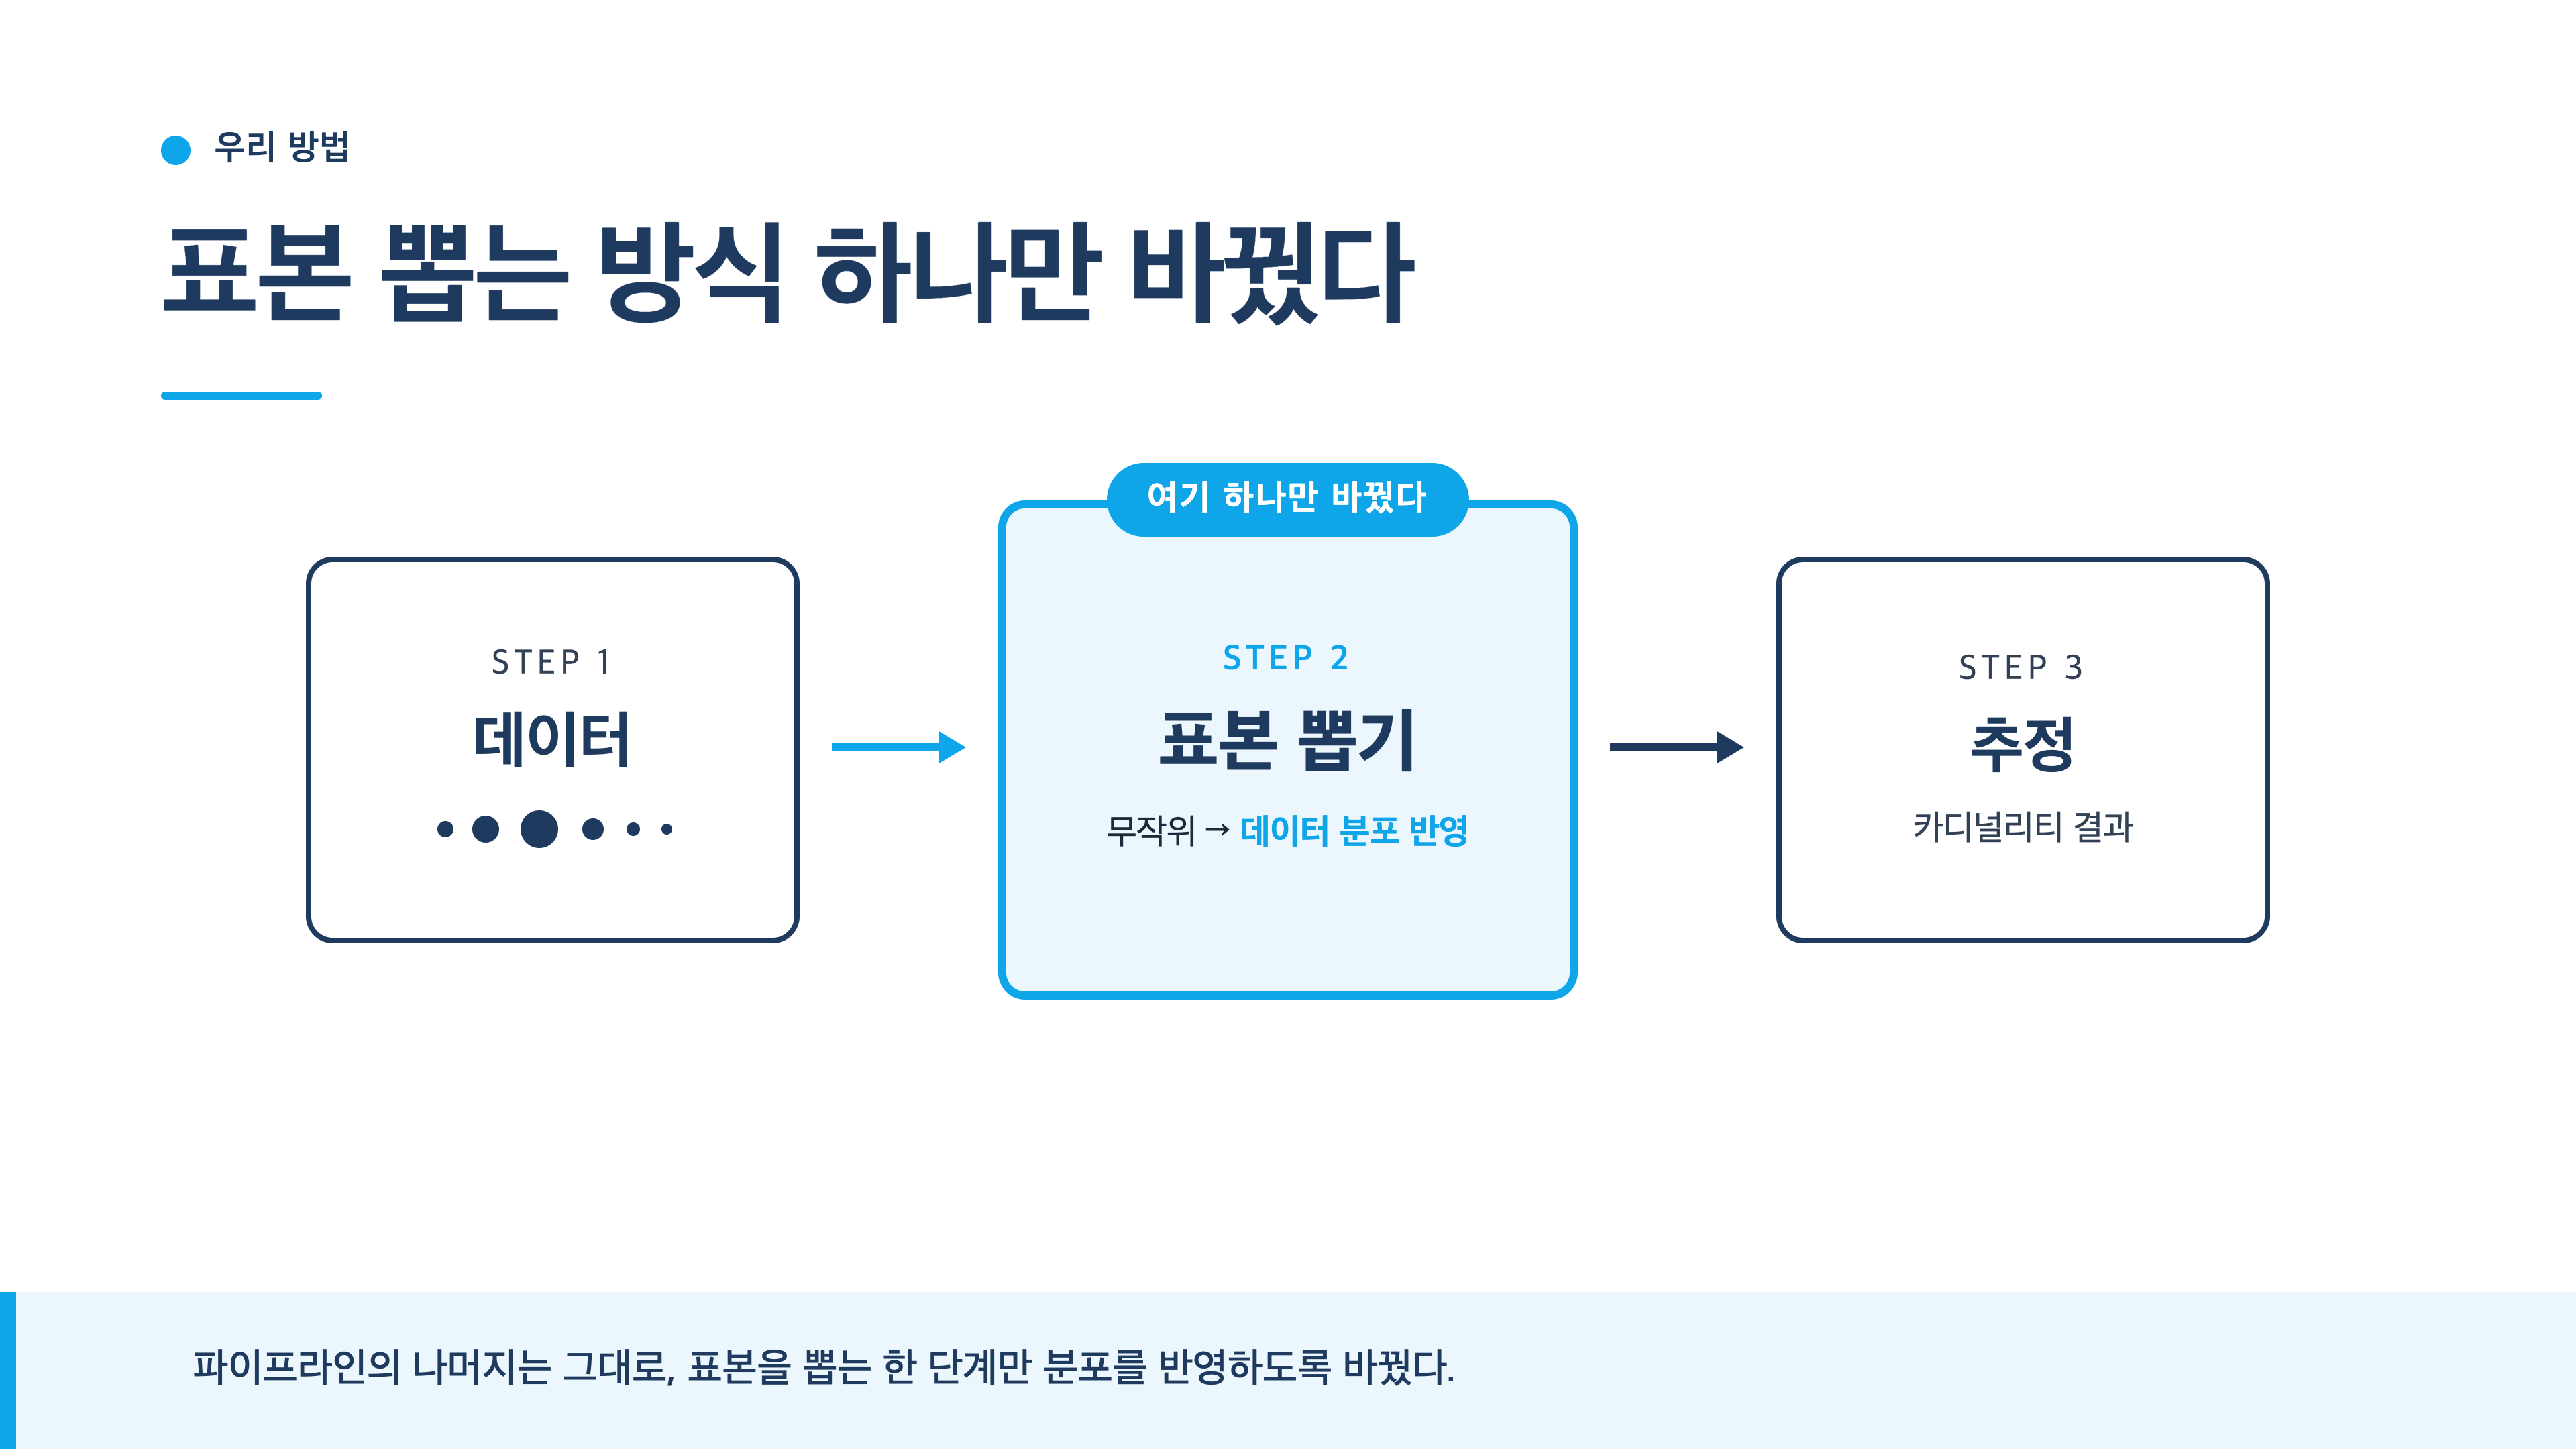 우리 방법
표본 뽑는 방식 하나만 바꿨다
여기 하나만 바꿨다
STEP 1
데이터
STEP 2
표본 뽑기
무작위 → 데이터 분포 반영
STEP 3
추정
카디널리티 결과
파이프라인의 나머지는 그대로, 표본을 뽑는 한 단계만 분포를 반영하도록 바꿨다.